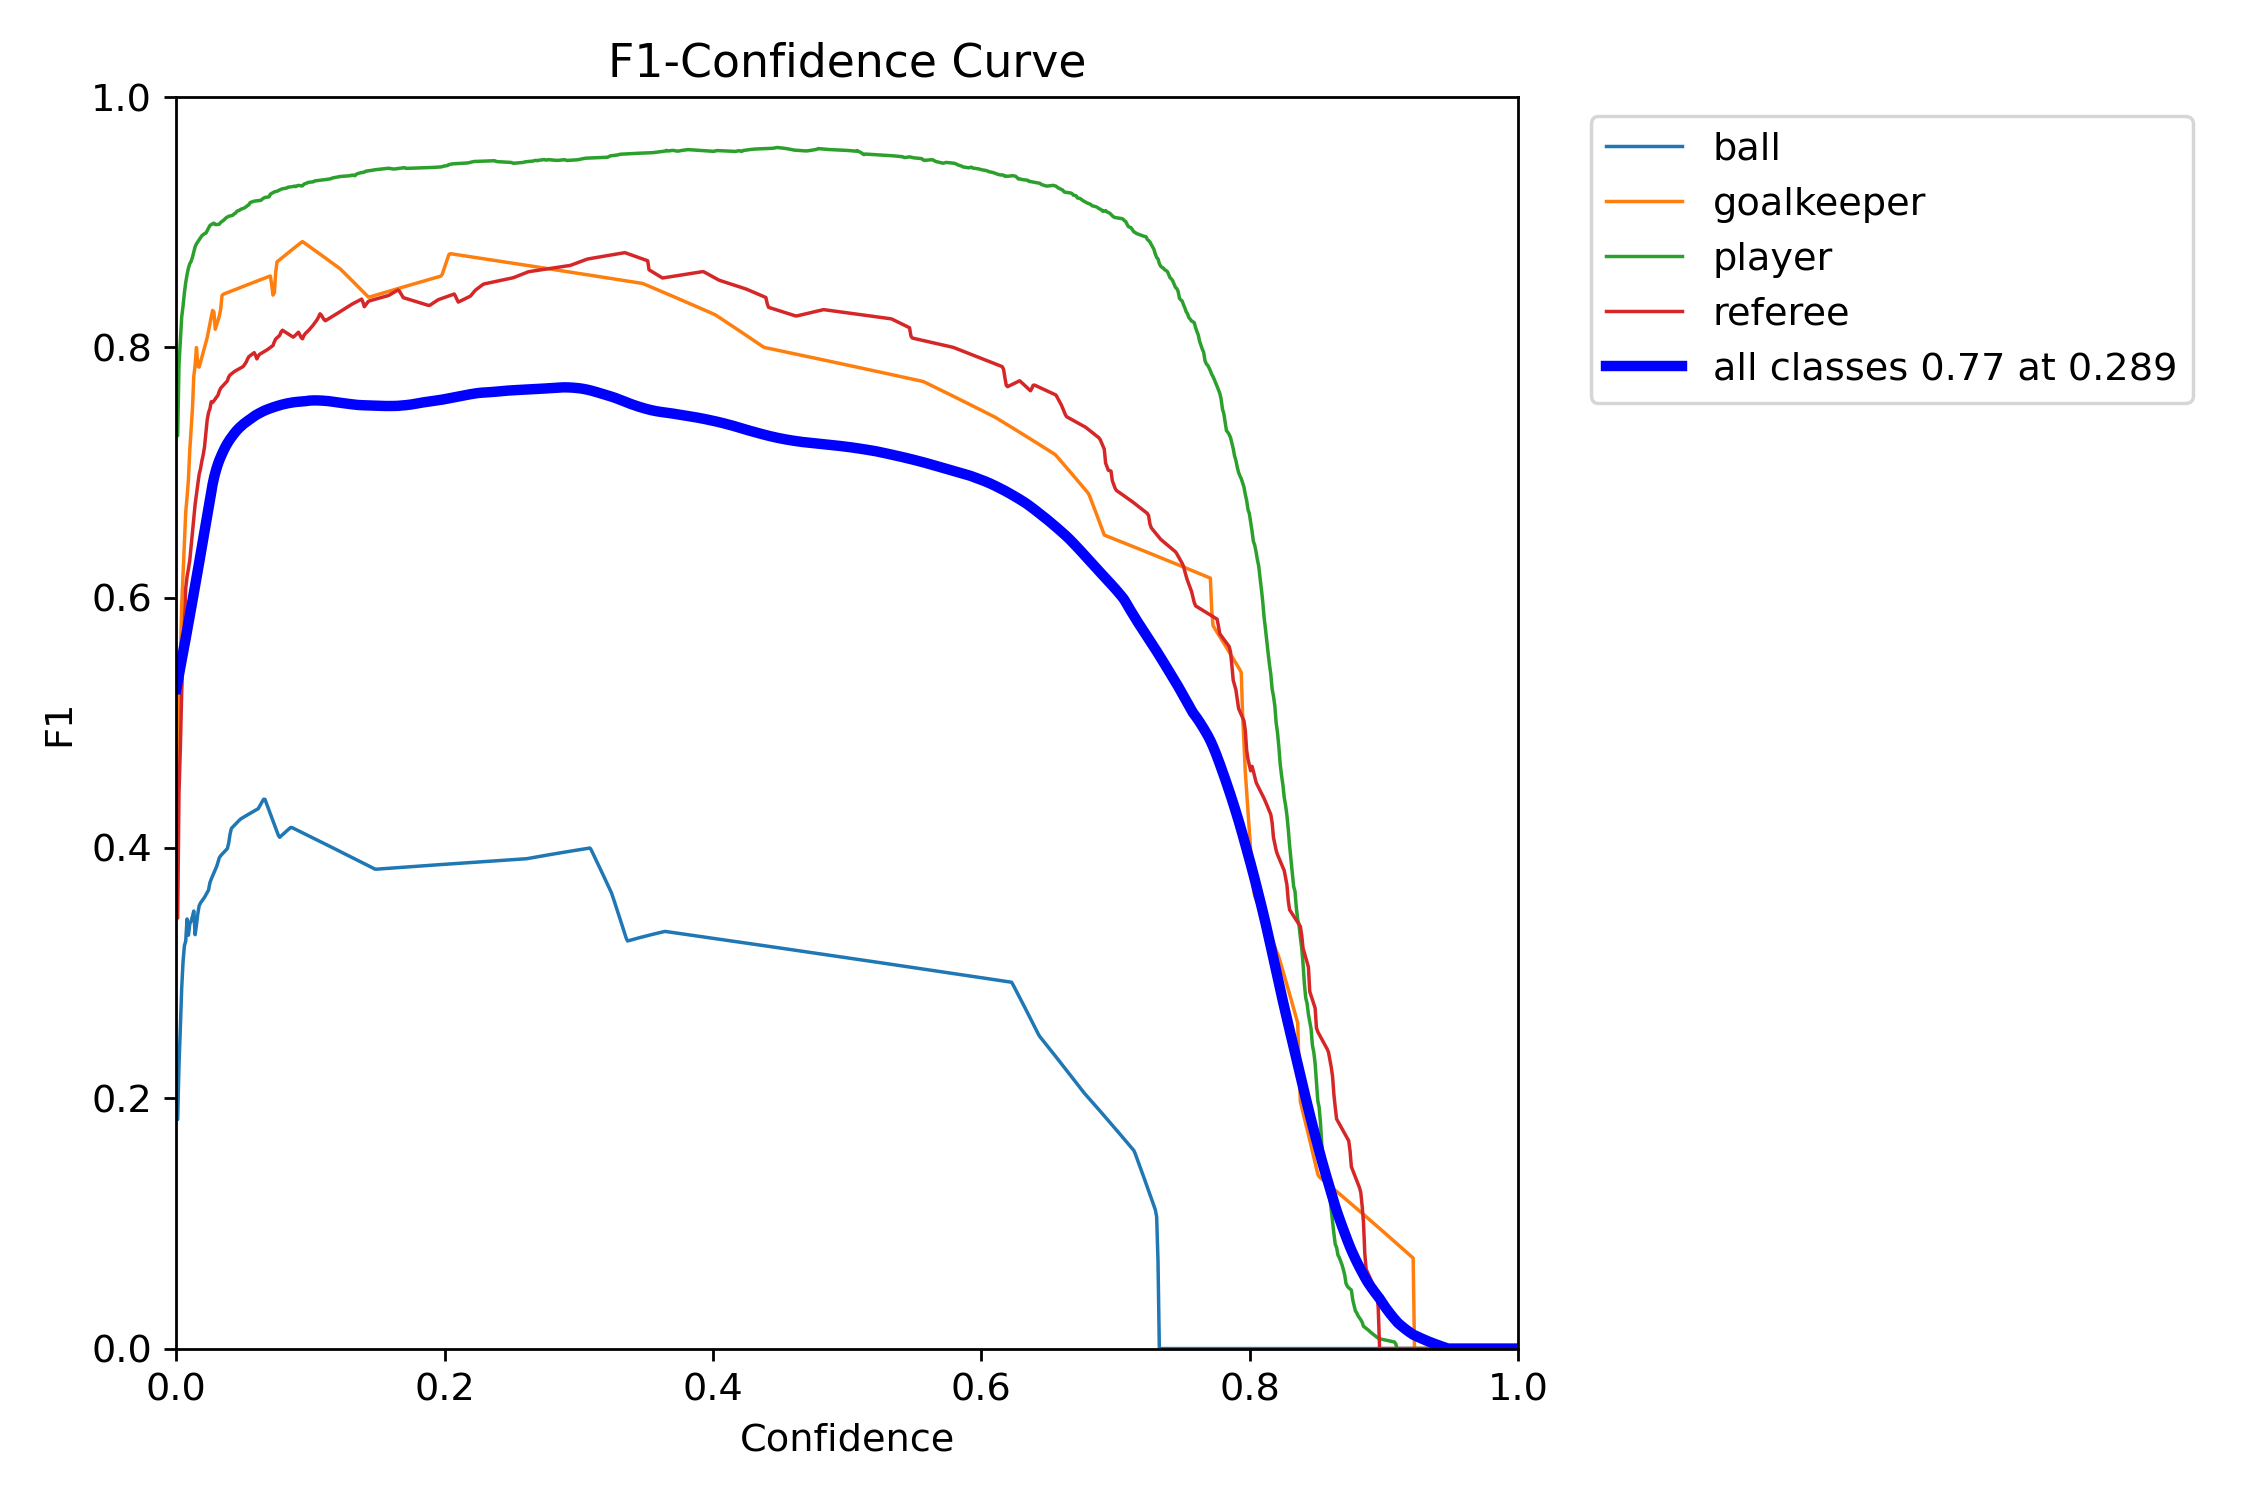 F1-Confidence Curve
1.0
0.8
0.6
0.4
0.2
0.0
F1
0.0 0.2 0.4 0.6 0.8 1.0
Confidence
ball
goalkeeper
player
referee
all classes 0.77 at 0.289